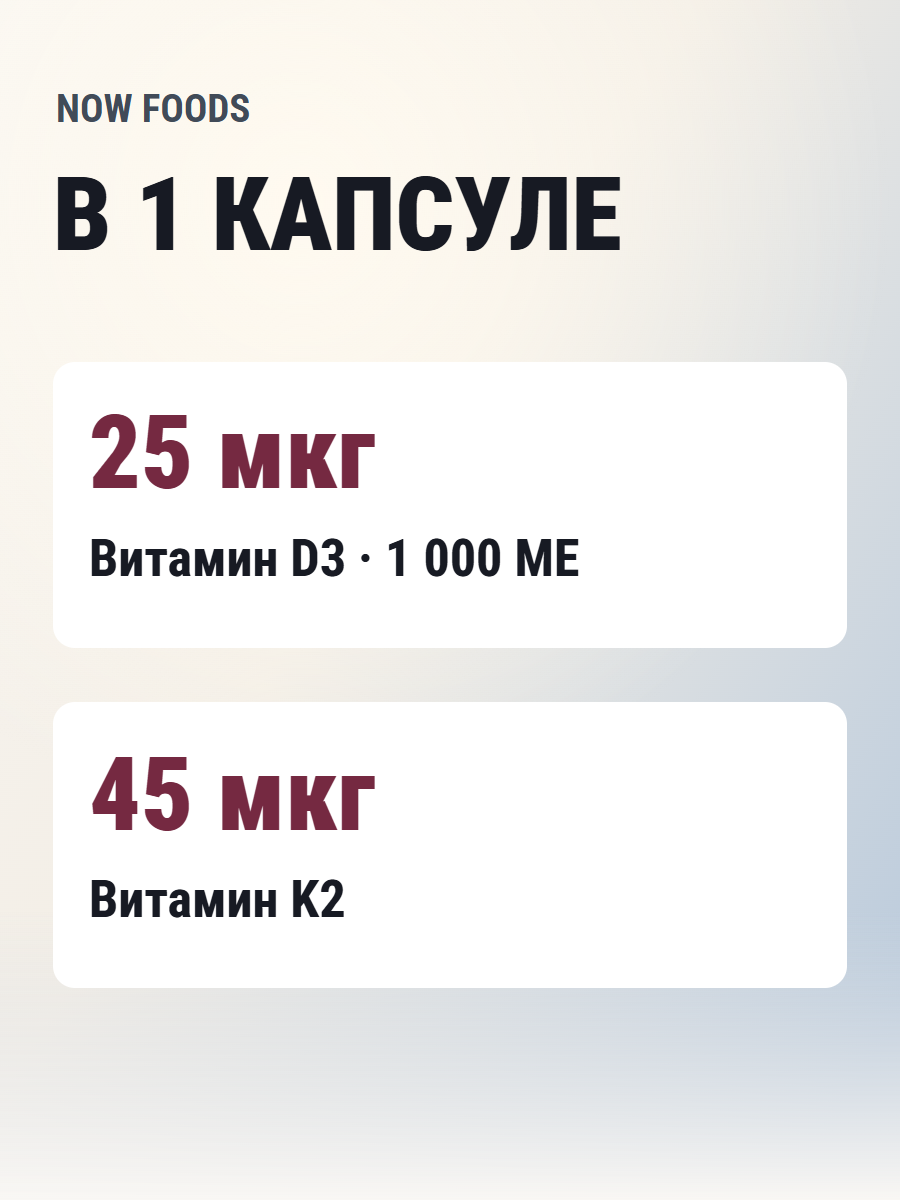 NOW FOODS
В 1 КАПСУЛЕ
25 мкг
Витамин D3 · 1 000 МЕ
45 мкг
Витамин K2